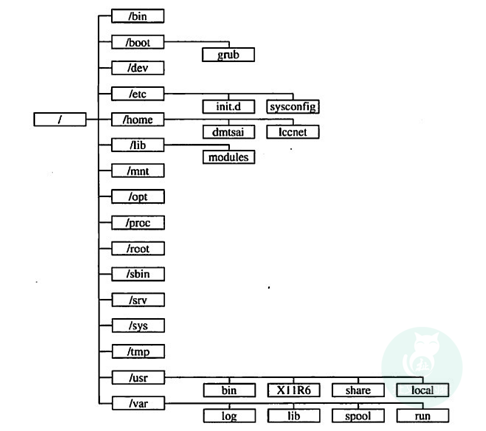 /bin
/boot
grub
/dev
/etc
init.d sysconfig
/ /home
dmtsai lccnet
/lib
modules
/mnt
/opt
/proc
/root
/sbin
/srv
/sys
/tmp
/usr
bin X11R6 share local
/var
log lib spool run